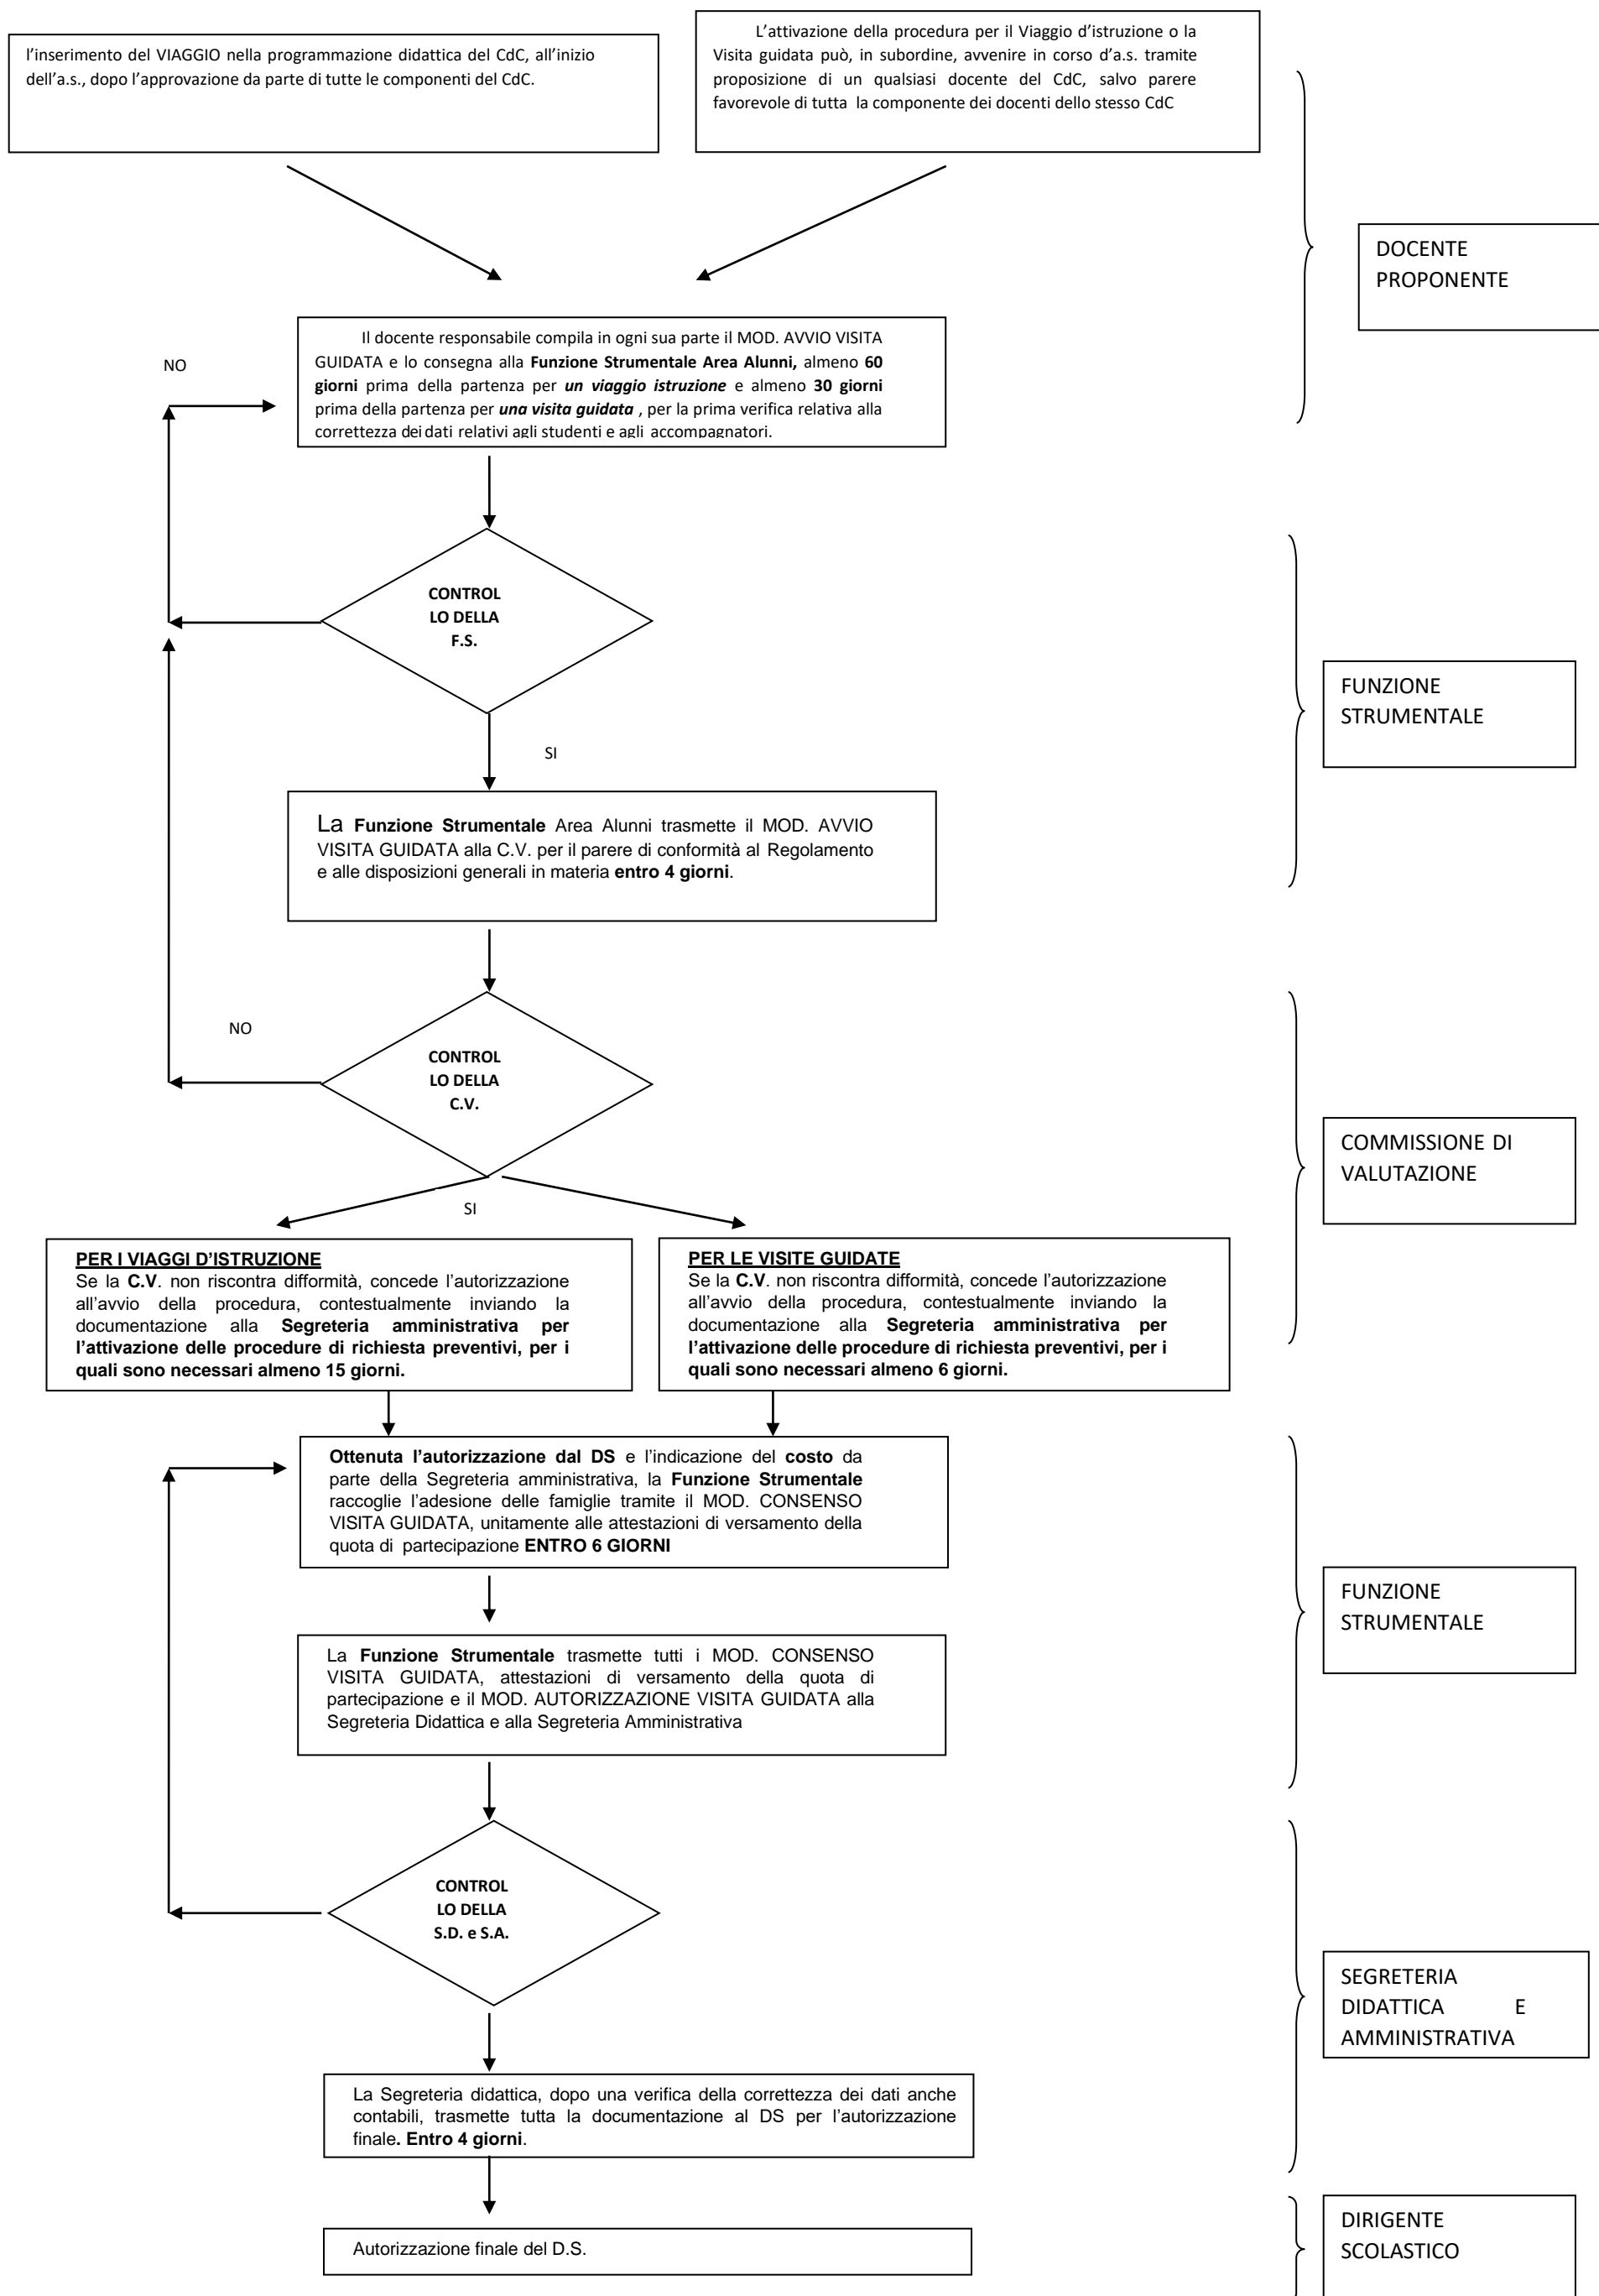 l'inserimento del VIAGGIO nella programmazione didattica del CdC, all'inizio
dell'a.s., dopo l'approvazione da parte di tutte le componenti del CdC.
L'attivazione della procedura per il Viaggio d'istruzione o la
Visita guidata può, in subordine, avvenire in corso d'a.s. tramite
proposizione di un qualsiasi docente del CdC, salvo parere
favorevole di tutta la componente dei docenti dello stesso CdC
DOCENTE
PROPONENTE
Il docente responsabile compila in ogni sua parte il MOD. AVVIO VISITA
GUIDATA e lo consegna alla Funzione Strumentale Area Alunni, almeno 60
giorni prima della partenza per un viaggio istruzione e almeno 30 giorni
prima della partenza per una visita guidata , per la prima verifica relativa alla
correttezza dei dati relativi agli studenti e agli accompagnatori.
NO
CONTROL
LO DELLA
F.S.
SI
FUNZIONE
STRUMENTALE
La Funzione Strumentale Area Alunni trasmette il MOD. AVVIO
VISITA GUIDATA alla C.V. per il parere di conformità al Regolamento
e alle disposizioni generali in materia entro 4 giorni.
NO
CONTROL
LO DELLA
C.V.
SI
COMMISSIONE DI
VALUTAZIONE
PER I VIAGGI D'ISTRUZIONE
Se la C.V. non riscontra difformità, concede l'autorizzazione
all'avvio della procedura, contestualmente inviando la
documentazione alla Segreteria amministrativa per
l'attivazione delle procedure di richiesta preventivi, per i
quali sono necessari almeno 15 giorni.
PER LE VISITE GUIDATE
Se la C.V. non riscontra difformità, concede l'autorizzazione
all'avvio della procedura, contestualmente inviando la
documentazione alla Segreteria amministrativa per
l'attivazione delle procedure di richiesta preventivi, per i
quali sono necessari almeno 6 giorni.
Ottenuta l'autorizzazione dal DS e l'indicazione del costo da
parte della Segreteria amministrativa, la Funzione Strumentale
raccoglie l'adesione delle famiglie tramite il MOD. CONSENSO
VISITA GUIDATA, unitamente alle attestazioni di versamento della
quota di partecipazione ENTRO 6 GIORNI
FUNZIONE
STRUMENTALE
La Funzione Strumentale trasmette tutti i MOD. CONSENSO
VISITA GUIDATA, attestazioni di versamento della quota di
partecipazione e il MOD. AUTORIZZAZIONE VISITA GUIDATA alla
Segreteria Didattica e alla Segreteria Amministrativa
CONTROL
LO DELLA
S.D. e S.A.
SEGRETERIA
DIDATTICA E
AMMINISTRATIVA
La Segreteria didattica, dopo una verifica della correttezza dei dati anche
contabili, trasmette tutta la documentazione al DS per l'autorizzazione
finale. Entro 4 giorni.
Autorizzazione finale del D.S.
DIRIGENTE
SCOLASTICO